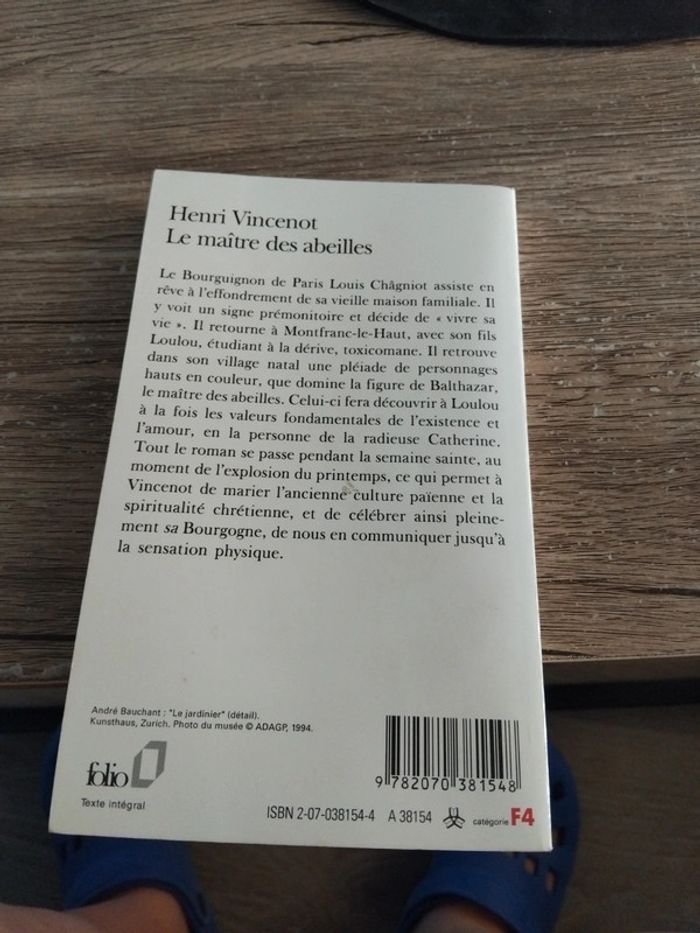 Henri Vincenot
Le maître des abeilles
Le Bourguignon de Paris Louis Châgniot assiste en
rêve à l'effondrement de sa vieille maison familiale. Il
y voit un signe prémonitoire et décide de « vivre sa
vie ». Il retourne à Montfranc-le-Haut, avec son fils
Loulou, étudiant à la dérive, toxicomane. Il retrouve
dans son village natal une pléiade de personnages
hauts en couleur, que domine la figure de Balthazar,
le maître des abeilles. Celui-ci fera découvrir à Loulou
à la fois les valeurs fondamentales de l'existence et
l'amour, en la personne de la radieuse Catherine.
Tout le roman se passe pendant la semaine sainte, au
moment de l'explosion du printemps, ce qui permet à
Vincenot de marier l'ancienne culture païenne et la
spiritualité chrétienne, et de célébrer ainsi pleine-
ment sa Bourgogne, de nous en communiquer jusqu'à
la sensation physique.
André Bauchant : "Le jardinier" (détail).
Kunsthaus, Zurich. Photo du musée © ADAGP, 1994.
folio
Texte intégral
9 782070 381548
ISBN 2-07-038154-4 A 38154 catégorie F4